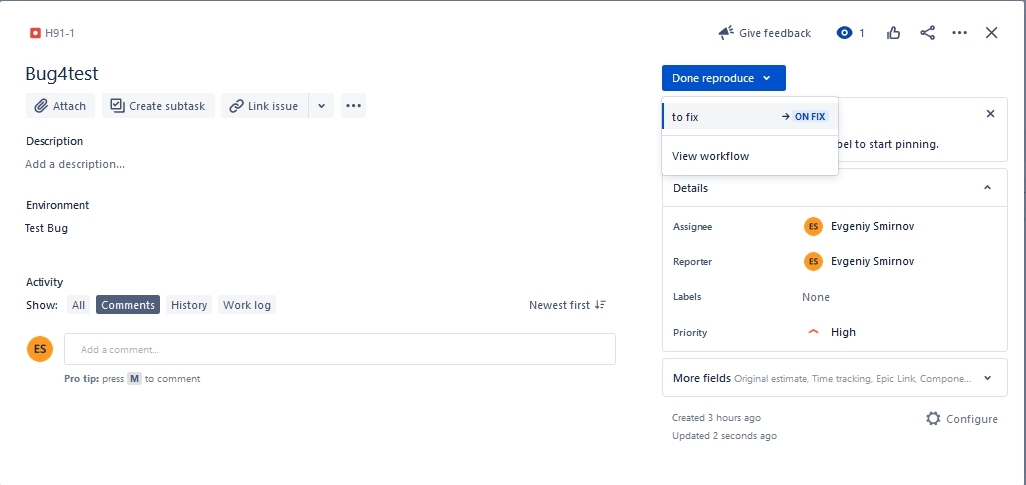 H91-1
Give feedback 1
Bug4test
Attach Create subtask Link issue
Description
Add a description...
Environment
Test Bug
Activity
Show: All Comments History Work log Newest first
ES Add a comment...
Pro tip: press M to comment
Done reproduce
to fix → ON FIX
View workflow
to start pinning.
Details
Assignee ES Evgeniy Smirnov
Reporter ES Evgeniy Smirnov
Labels None
Priority High
More fields Original estimate, Time tracking, Epic Link, Compone...
Created 3 hours ago
Updated 2 seconds ago
Configure